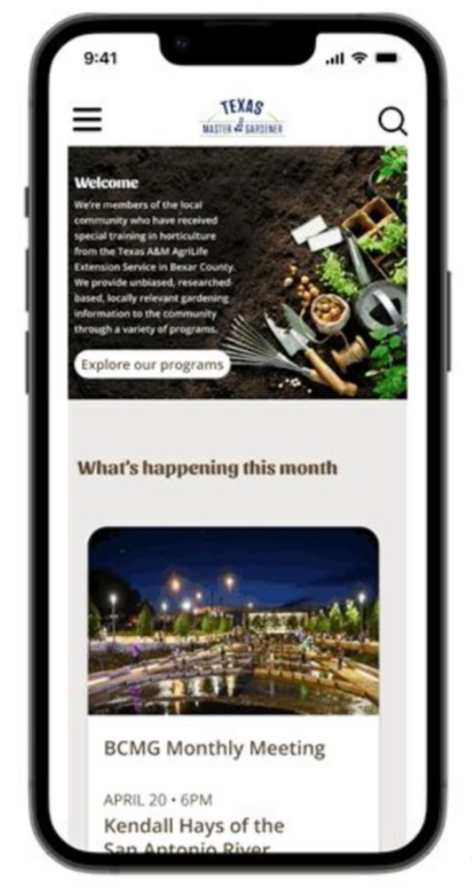 9:41
TEXAS
MASTER GARDENER
Welcome
We're members of the local
community who have received
special training in horticulture
from the Texas A&M AgriLife
Extension Service in Bexar County.
We provide unbiased, researched-
based, locally relevant gardening
information to the community
through a variety of programs.
Explore our programs
What's happening this month
BCMG Monthly Meeting
APRIL 20 • 6PM
Kendall Hays of the
San Antonio River